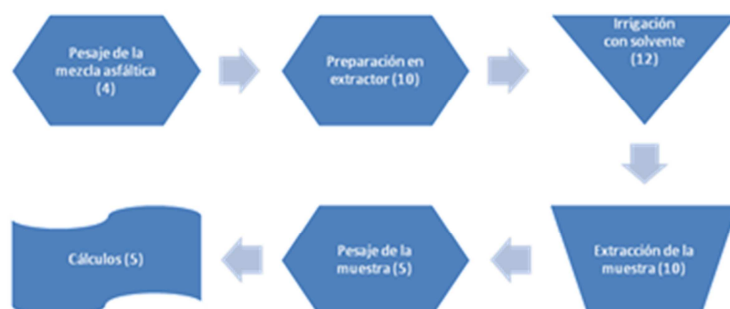 Pesaje de la
mezcla asfáltica
(4)
Preparación en
extractor (10)
Irrigación
con solvente
(12)
Extracción de la
muestra (10)
Pesaje de la
muestra (5)
Cálculos (5)